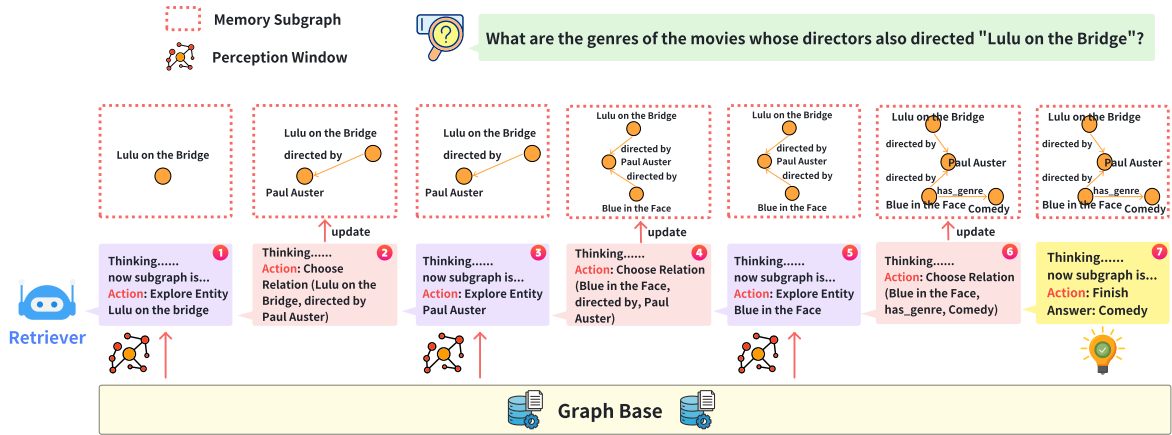 Memory Subgraph
Perception Window
What are the genres of the movies whose directors also directed "Lulu on the Bridge"?
Lulu on the Bridge
Lulu on the Bridge
directed by
Paul Auster
Lulu on the Bridge
directed by
Paul Auster
Lulu on the Bridge
directed by
Paul Auster
directed by
Blue in the Face
Lulu on the Bridge
directed by
Paul Auster
directed by
Blue in the Face
Lulu on the Bridge
directed by
Paul Auster
directed by
has_genre
Blue in the Face
Comedy
Lulu on the Bridge
directed by
Paul Auster
directed by
has_genre
Blue in the Face
Comedy
update
update
update
Retriever
1
Thinking......
now subgraph is...
Action: Explore Entity
Lulu on the bridge
2
Thinking......
Action: Choose
Relation (Lulu on the
Bridge, directed by
Paul Auster)
3
Thinking......
now subgraph is...
Action: Explore Entity
Paul Auster
4
Thinking......
Action: Choose Relation
(Blue in the Face,
directed by, Paul
Auster)
5
Thinking......
now subgraph is...
Action: Explore Entity
Blue in the Face
6
Thinking......
Action: Choose Relation
(Blue in the Face,
has_genre, Comedy)
7
Thinking......
now subgraph is...
Action: Finish
Answer: Comedy
Graph Base